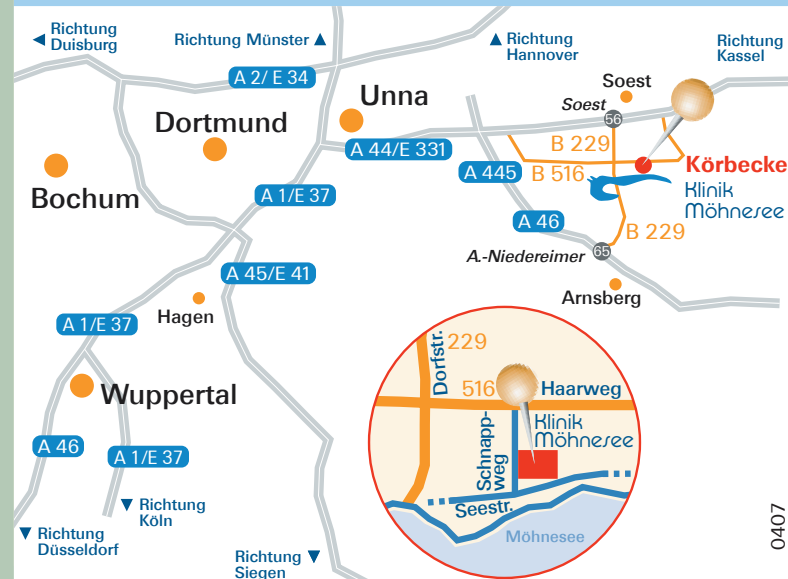 Richtung
Duisburg
Richtung Münster
Richtung
Hannover
Richtung
Kassel
A 2/ E 34
Unna
Soest
Soest
56
Dortmund
A 44/E 331
B 229
Bochum
A 445
B 516
Körbecke
Klinik
Möhnesee
A 1/E 37
A 46
B 229
A.-Niedereimer
65
A 45/E 41
Arnsberg
Hagen
A 1/E 37
Wuppertal
A 46
A 1/E 37
Richtung
Köln
Richtung
Düsseldorf
Richtung
Siegen
Dorfstr.
229
516
Haarweg
Klinik
Möhnesee
Schnapp-
weg
Seestr.
Möhnesee
0407